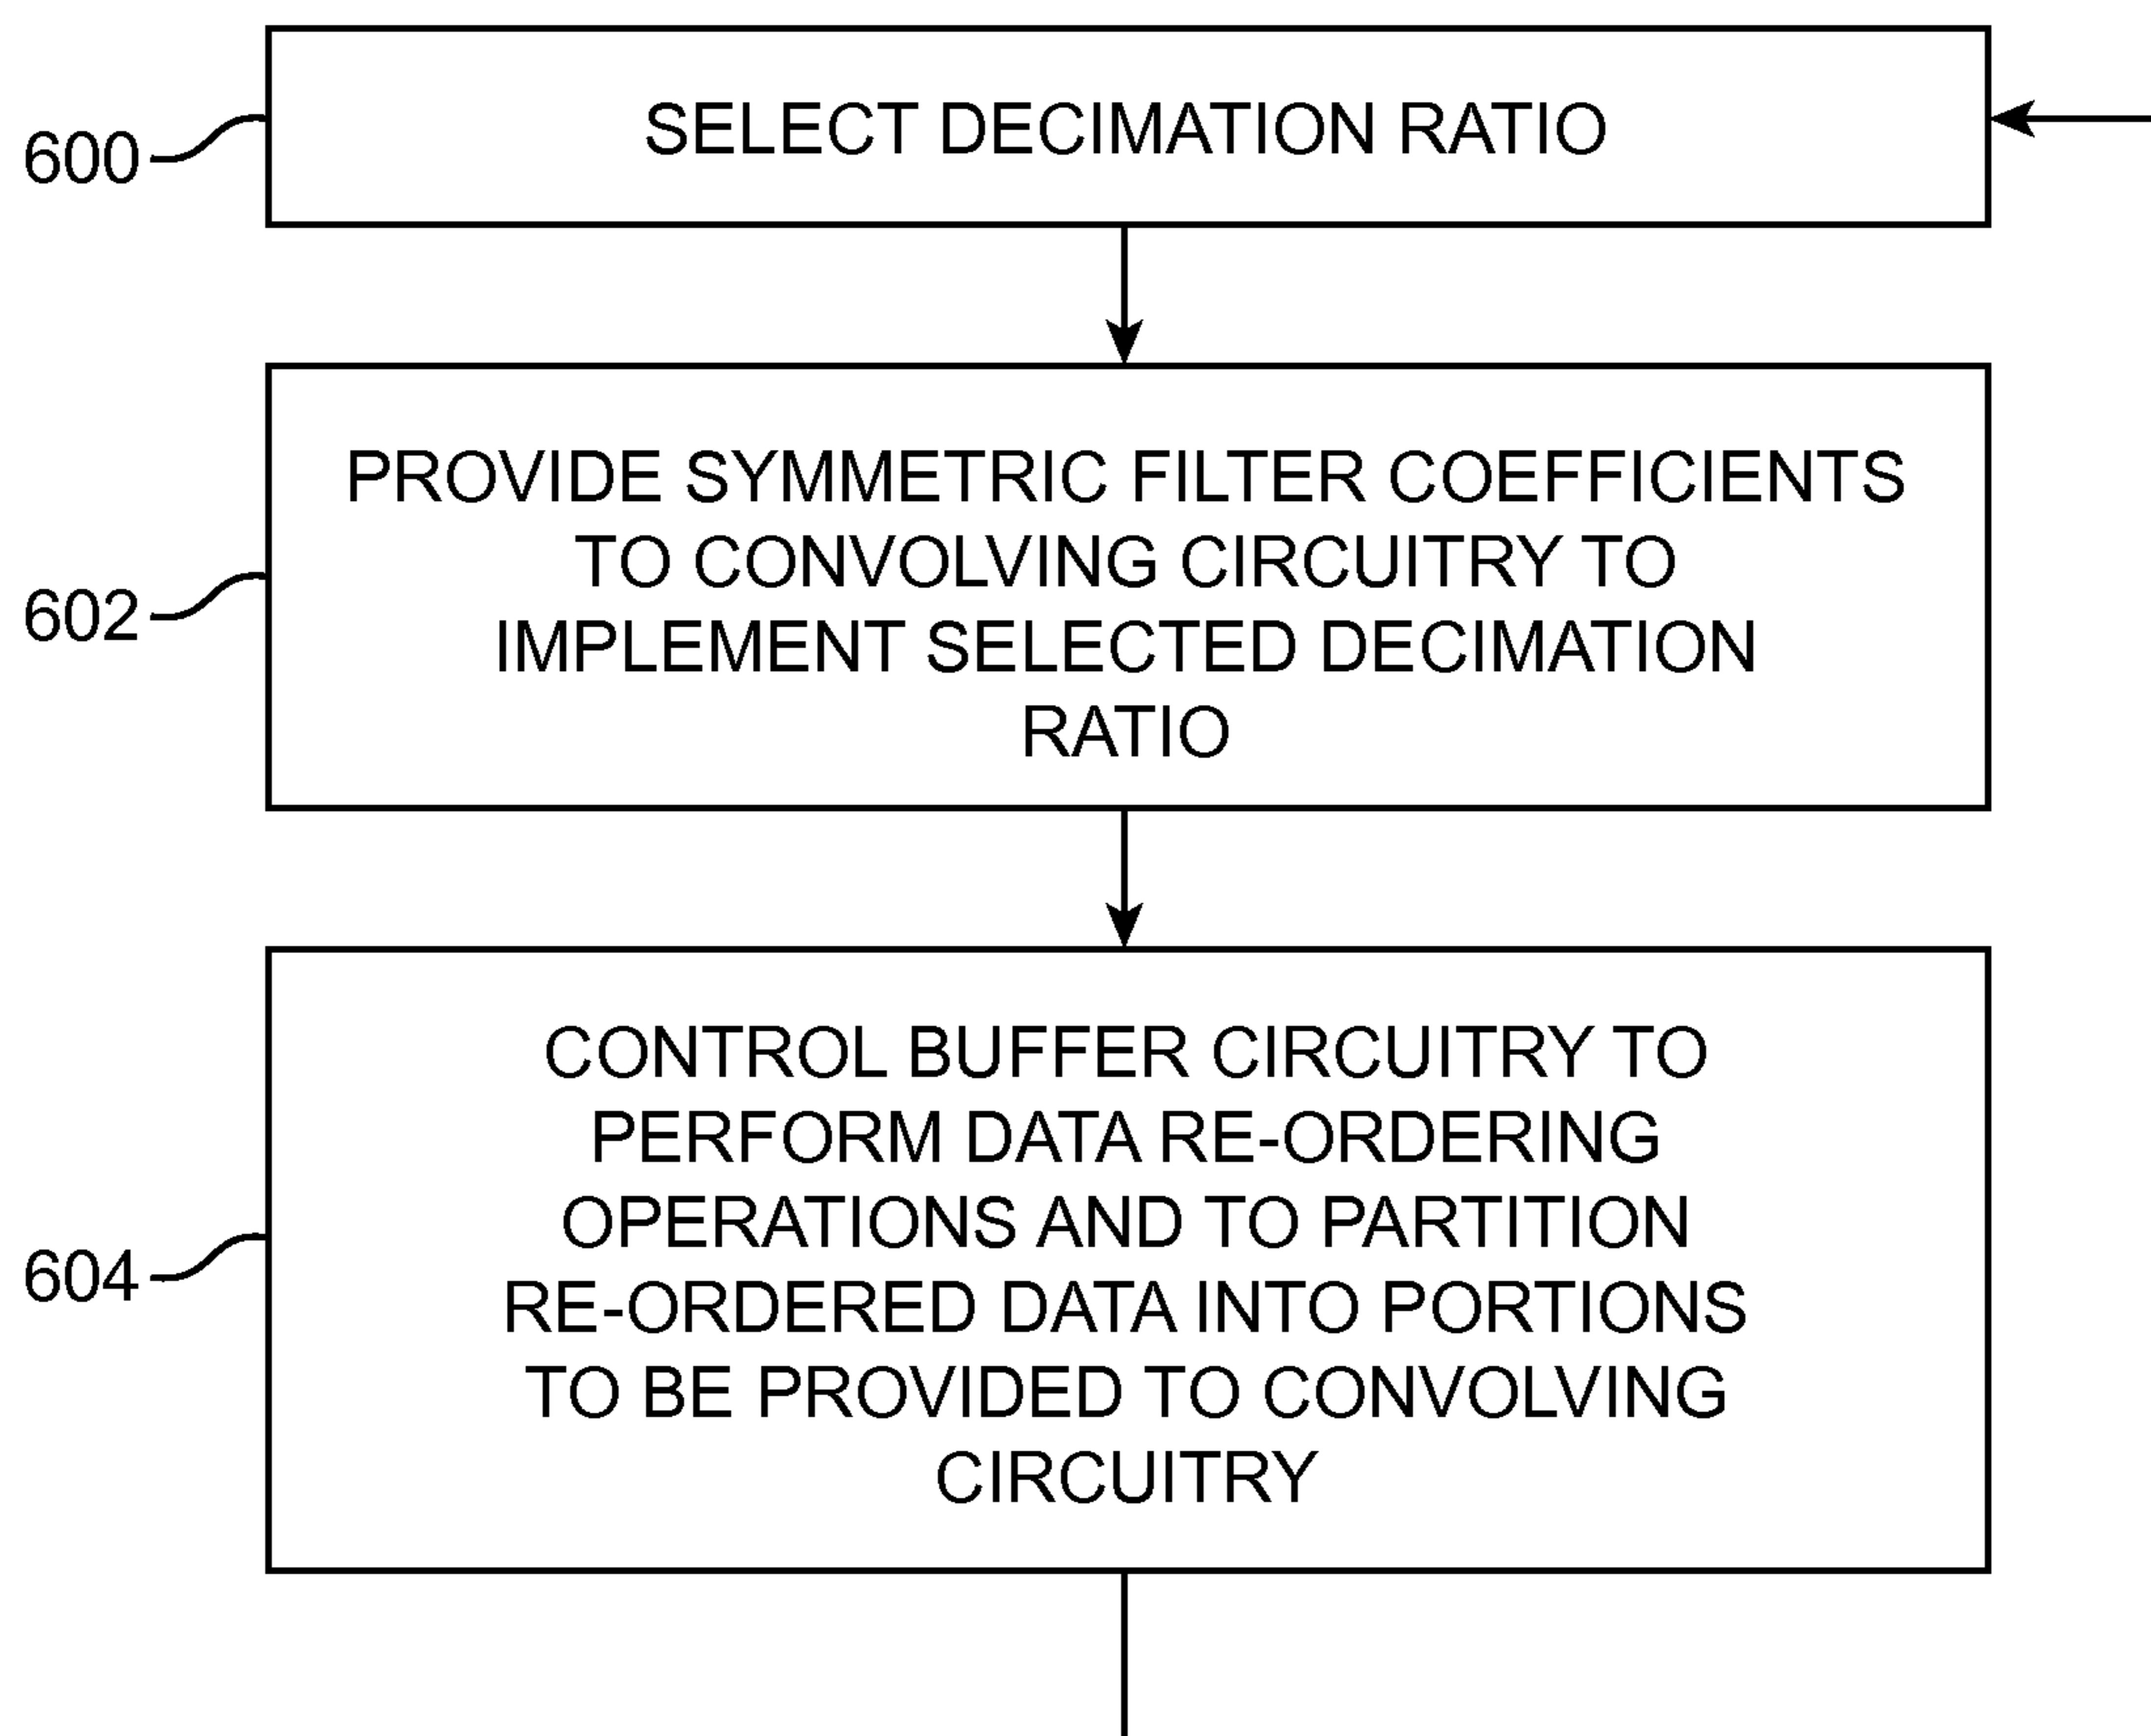 600
SELECT DECIMATION RATIO
602
PROVIDE SYMMETRIC FILTER COEFFICIENTS
TO CONVOLVING CIRCUITRY TO
IMPLEMENT SELECTED DECIMATION
RATIO
604
CONTROL BUFFER CIRCUITRY TO
PERFORM DATA RE-ORDERING
OPERATIONS AND TO PARTITION
RE-ORDERED DATA INTO PORTIONS
TO BE PROVIDED TO CONVOLVING
CIRCUITRY